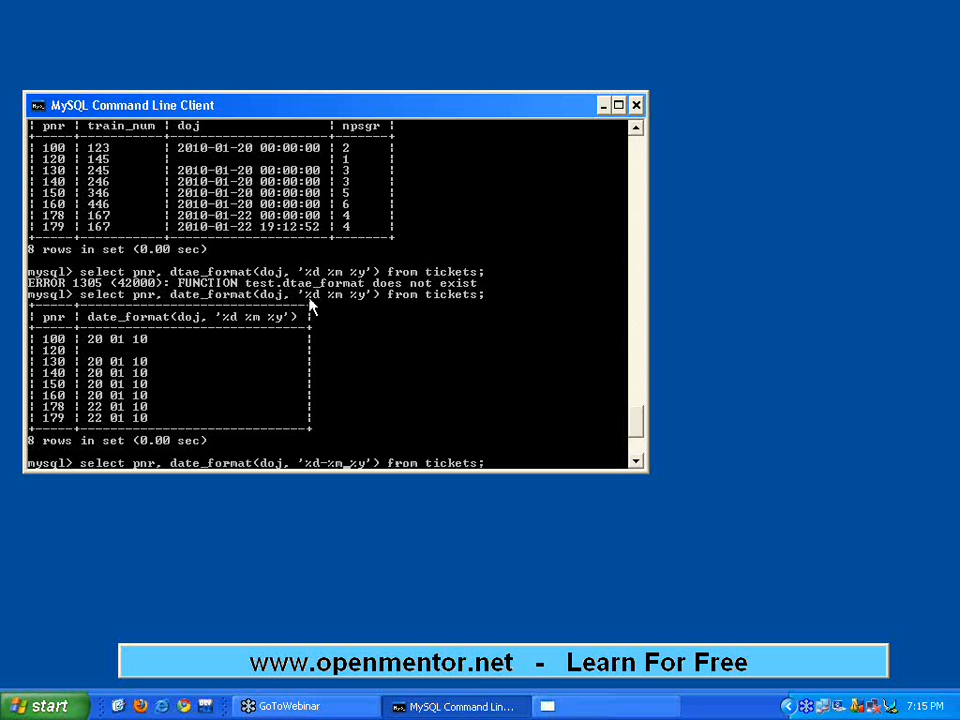 MySQL Command Line Client
| pnr | train_num | doj | npsgr |
| 100 | 123 | 2010-01-20 00:00:00 | 2 |
| 120 | 145 | | 1 |
| 130 | 245 | 2010-01-20 00:00:00 | 3 |
| 140 | 246 | 2010-01-20 00:00:00 | 3 |
| 150 | 346 | 2010-01-20 00:00:00 | 5 |
| 160 | 446 | 2010-01-20 00:00:00 | 6 |
| 178 | 167 | 2010-01-22 00:00:00 | 4 |
| 179 | 167 | 2010-01-22 19:12:52 | 4 |
8 rows in set (0.00 sec)
mysql> select pnr, dtae_format(doj, '%d %m %y') from tickets;
ERROR 1305 (42000): FUNCTION test.dtae_format does not exist
mysql> select pnr, date_format(doj, '%d %m %y') from tickets;
| pnr | date_format(doj, '%d %m %y') |
| 100 | 20 01 10 |
| 120 | |
| 130 | 20 01 10 |
| 140 | 20 01 10 |
| 150 | 20 01 10 |
| 160 | 20 01 10 |
| 178 | 22 01 10 |
| 179 | 22 01 10 |
8 rows in set (0.00 sec)
mysql> select pnr, date_format(doj, '%d-%m_%y') from tickets;
www.openmentor.net - Learn For Free
start
GoToWebinar
MySQL Command Lin...
7:15 PM